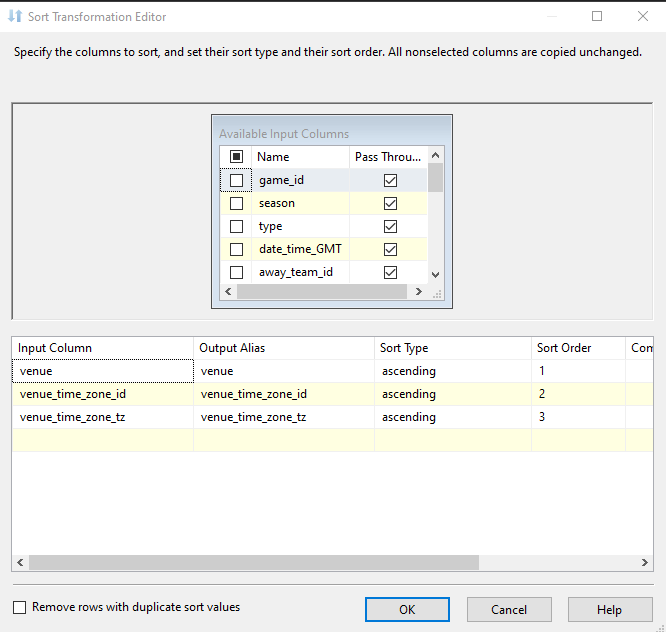 Sort Transformation Editor
Specify the columns to sort, and set their sort type and their sort order. All nonselected columns are copied unchanged.
Available Input Columns
Name Pass Throu...
game_id
season
type
date_time_GMT
away_team_id
Input Column Output Alias Sort Type Sort Order Com
venue venue ascending 1
venue_time_zone_id venue_time_zone_id ascending 2
venue_time_zone_tz venue_time_zone_tz ascending 3
Remove rows with duplicate sort values
OK Cancel Help